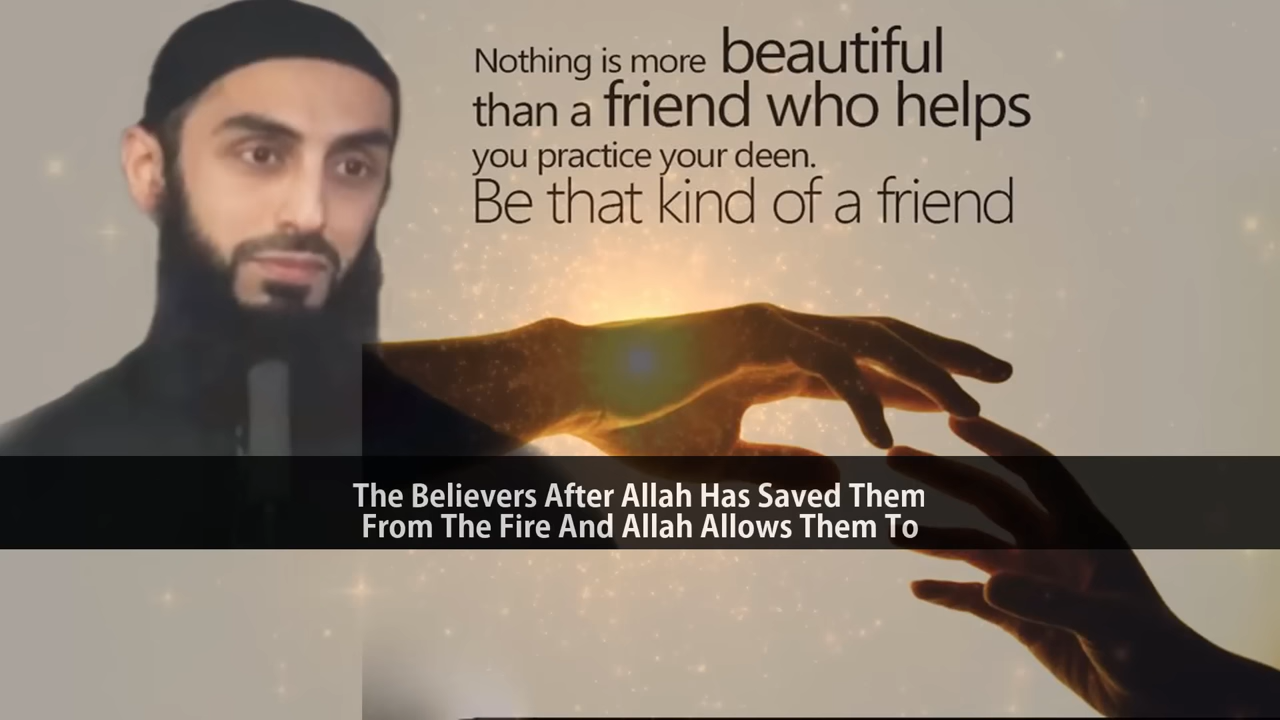 Nothing is more beautiful
than a friend who helps
you practice your deen.
Be that kind of a friend
The Believers After Allah Has Saved Them
From The Fire And Allah Allows Them To